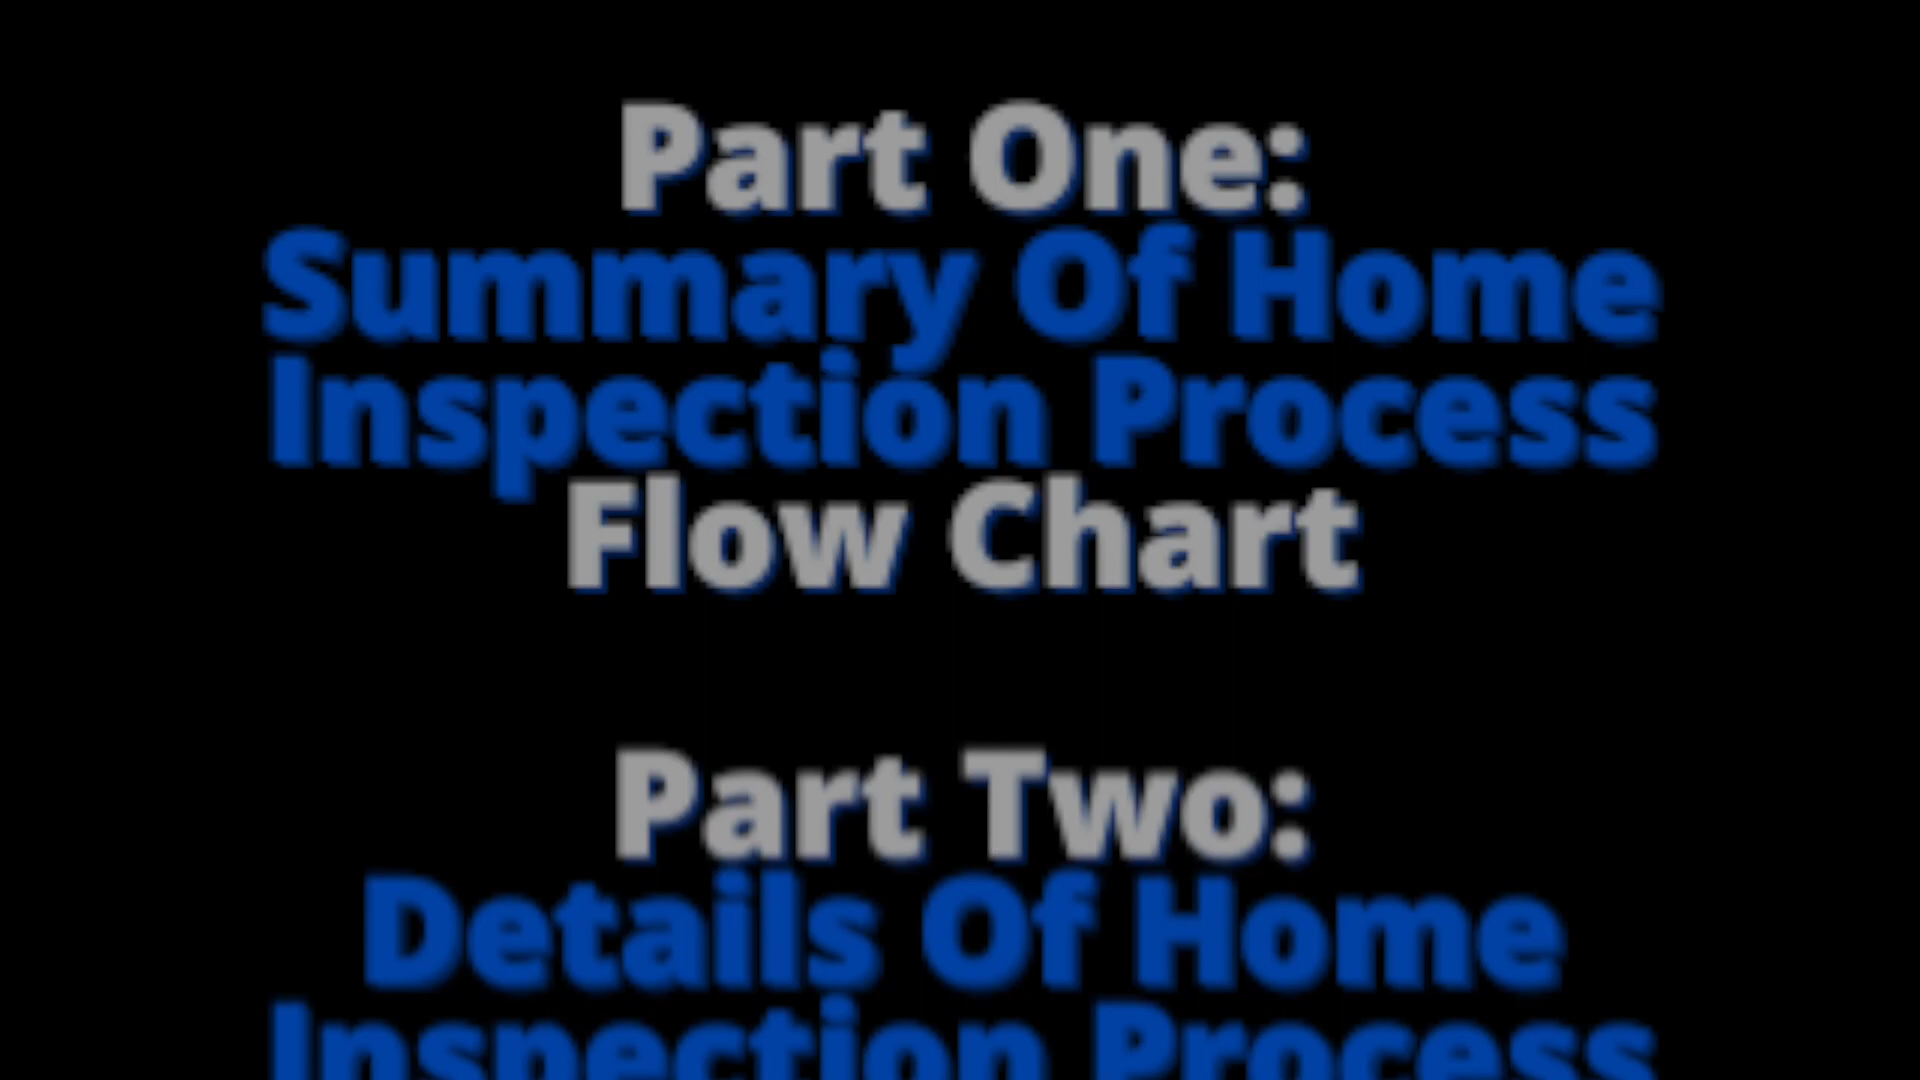 Part One:
Summary Of Home
Inspection Process
Flow Chart
Part Two:
Details Of Home
Inspection Process